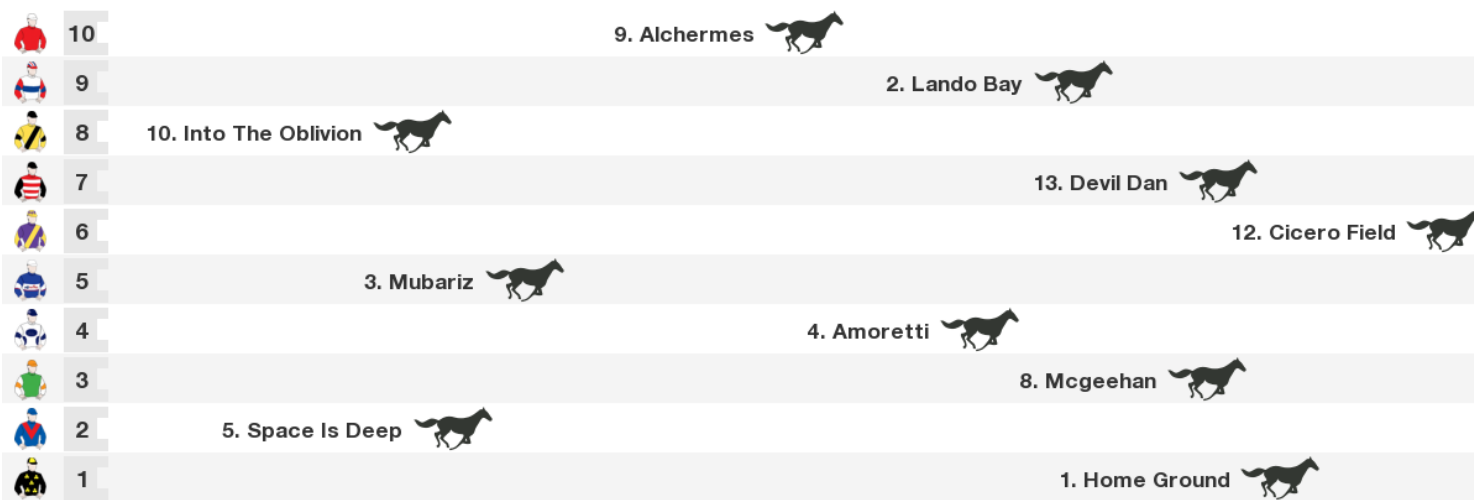 10 9. Alchermes
9 2. Lando Bay
8 10. Into The Oblivion
7 13. Devil Dan
6 12. Cicero Field
5 3. Mubariz
4 4. Amoretti
3 8. Mcgeehan
2 5. Space Is Deep
1 1. Home Ground